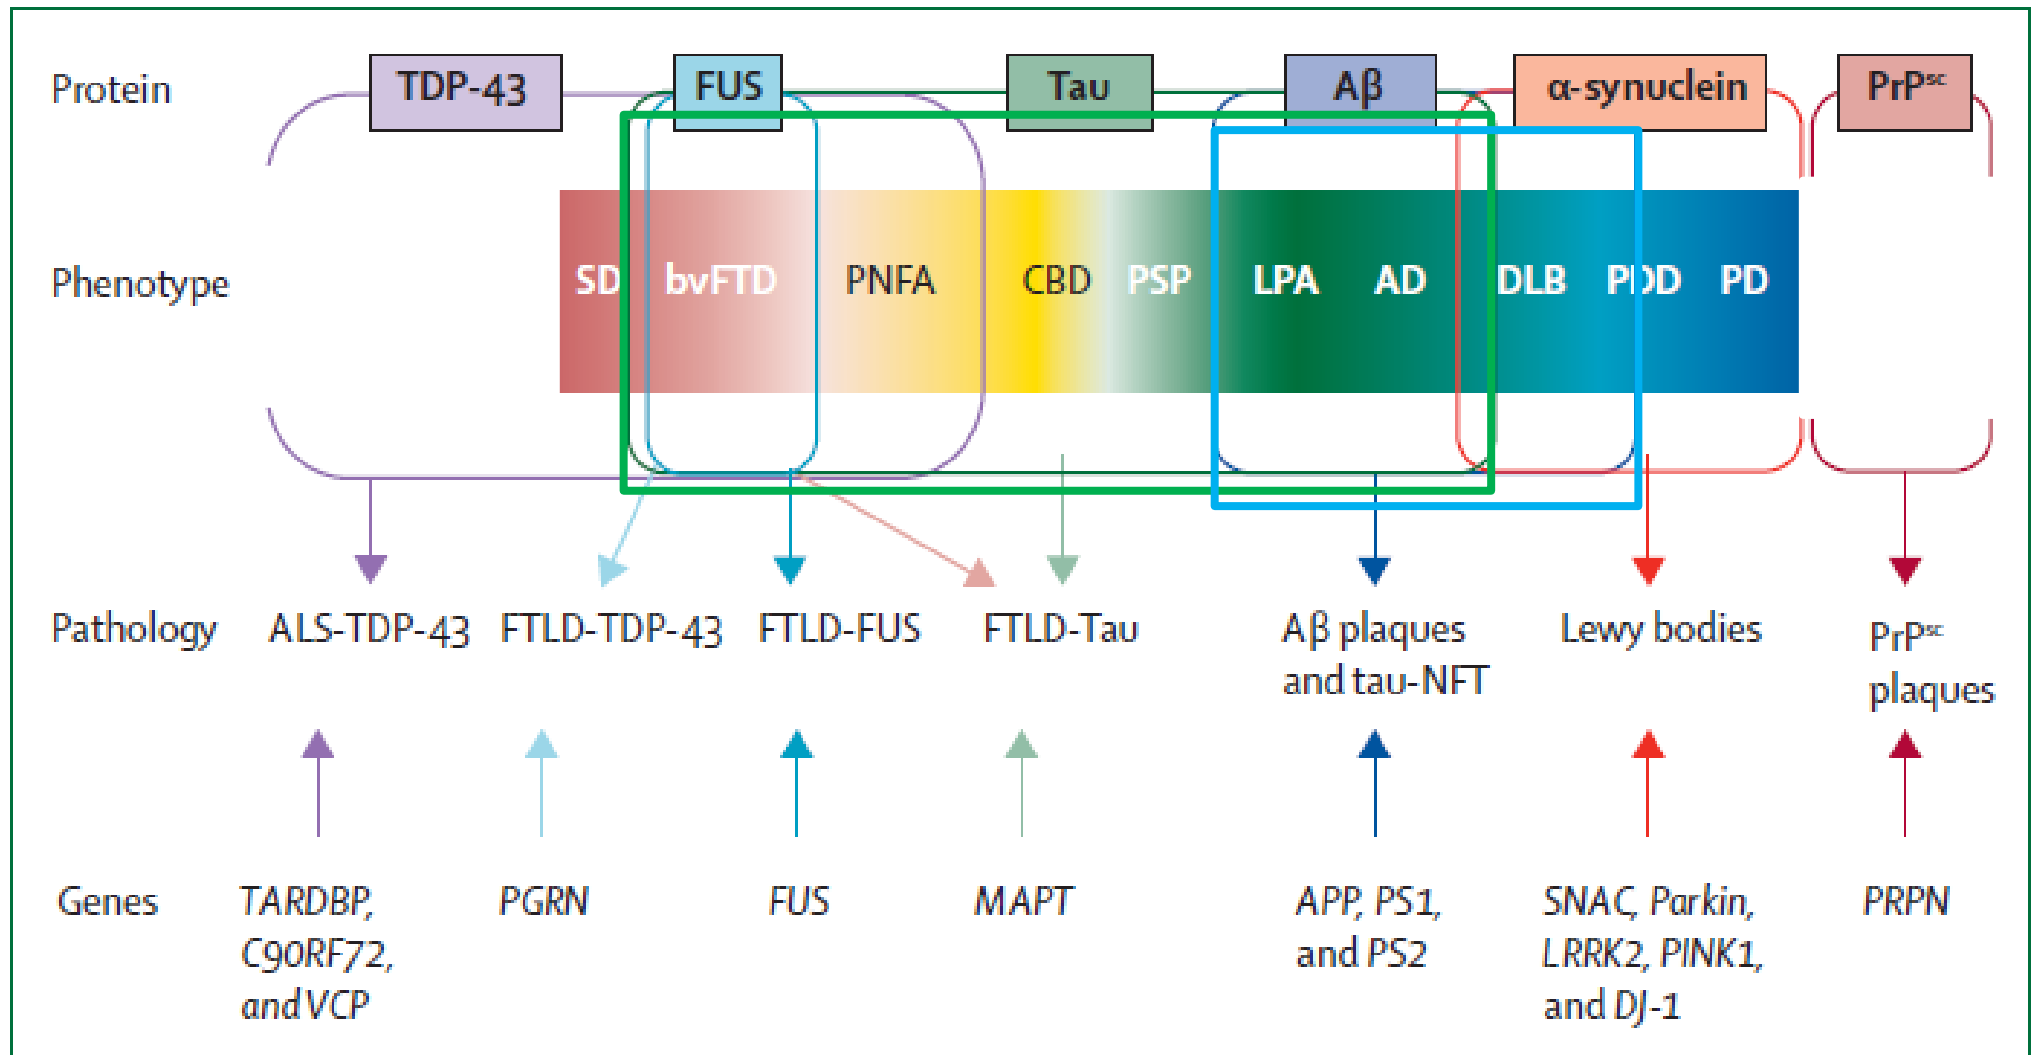 Protein TDP-43 FUS Tau Aβ α-synuclein PrPsc
Phenotype SD bvFTD PNFA CBD PSP LPA AD DLB PDD PD
Pathology ALS-TDP-43 FTLD-TDP-43 FTLD-FUS FTLD-Tau Aβ plaques Lewy bodies PrPsc
and tau-NFT plaques
Genes TARDBP, PGRN FUS MAPT APP, PS1, SNAC, Parkin, PRPN
C90RF72, and PS2 LRRK2, PINK1,
and VCP and DJ-1